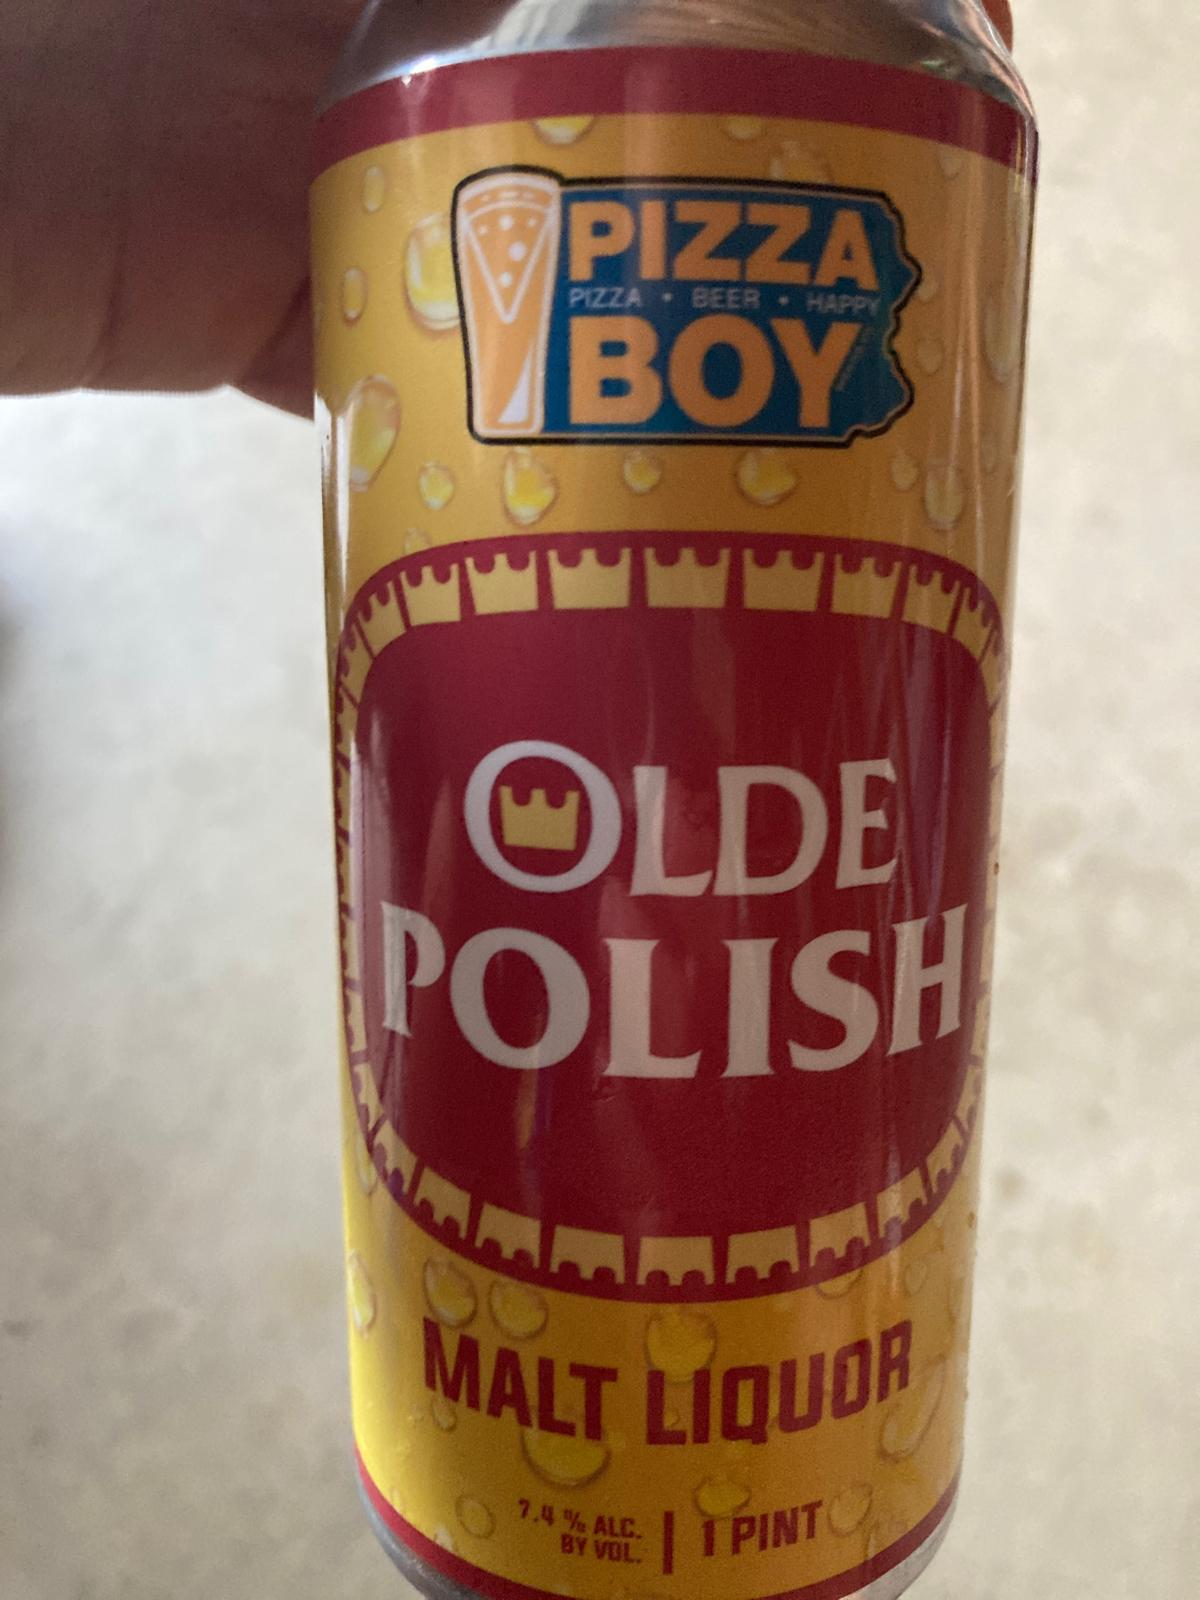 PIZZA
PIZZA • BEER • HAPPY
BOY
OLDE
POLISH
MALT LIQUOR
7.4 % ALC.
BY VOL.
1 PINT